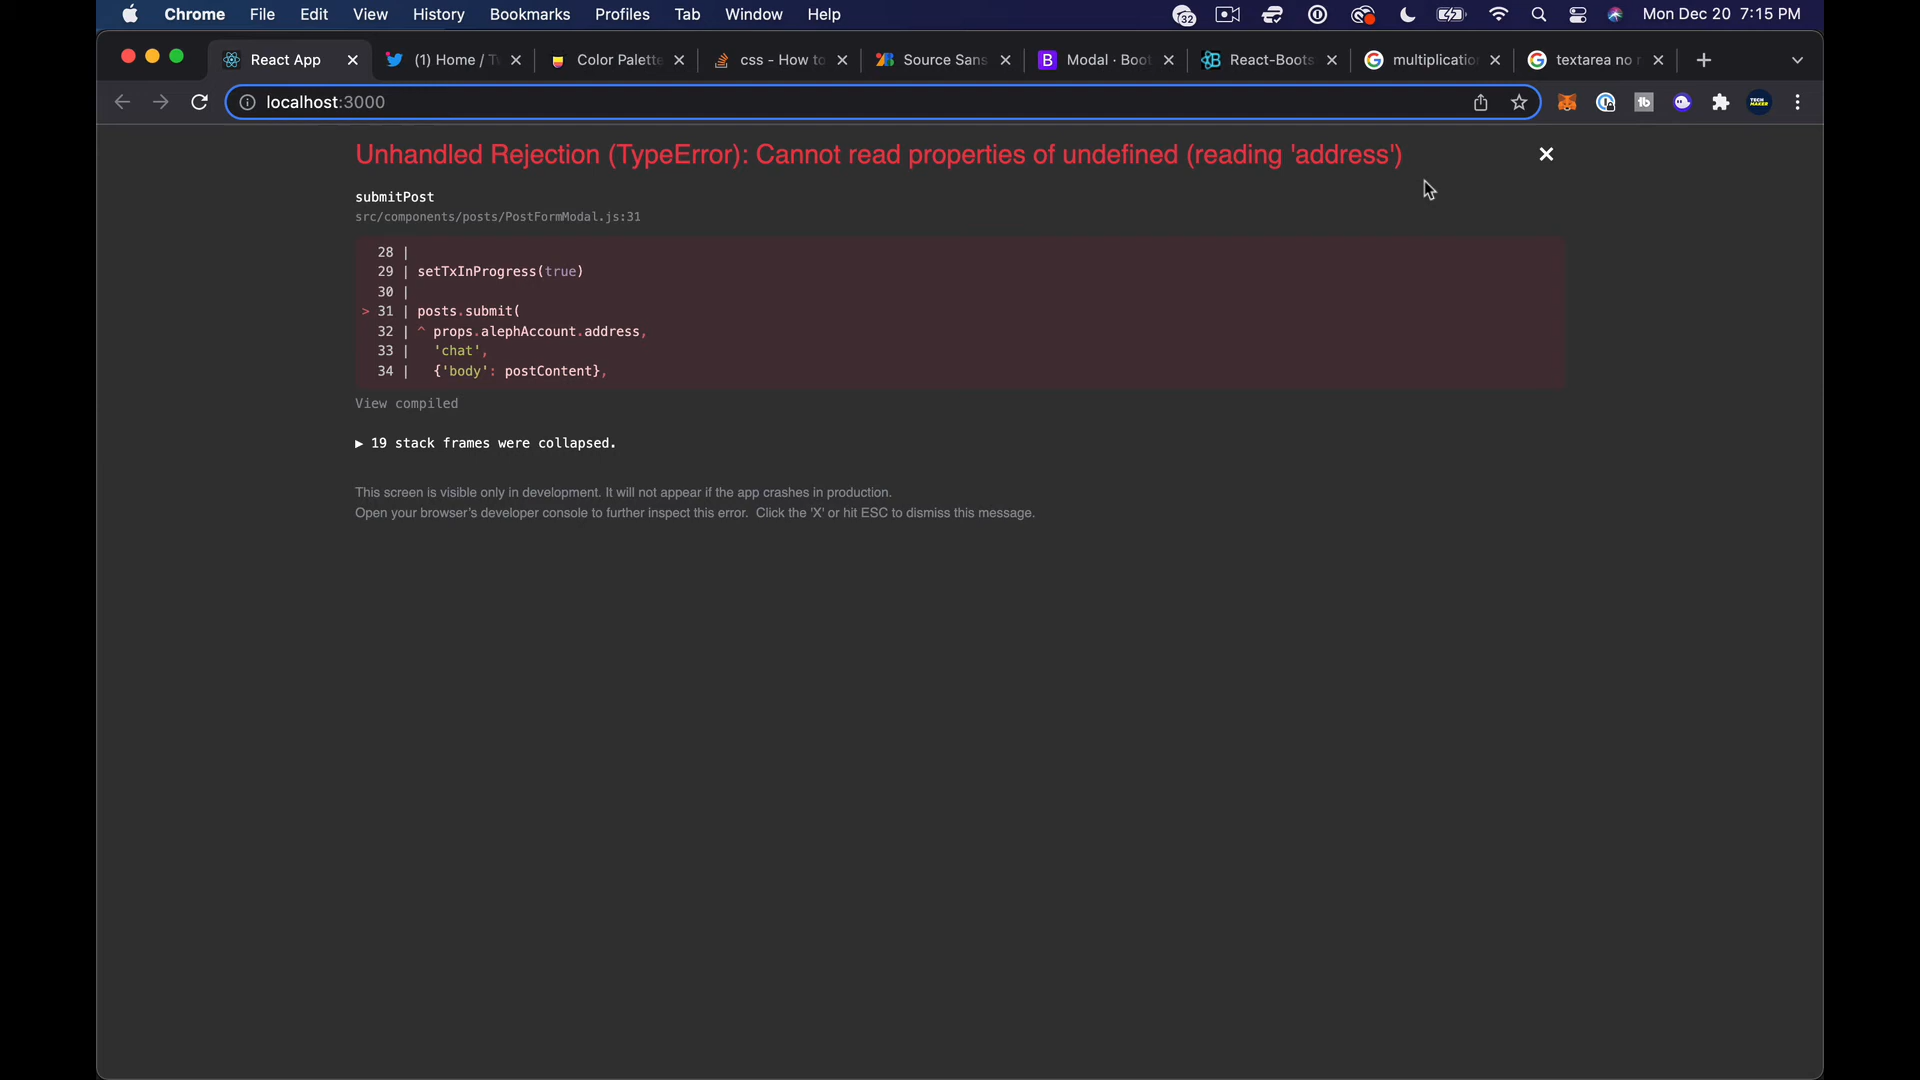 Chrome File Edit View History Bookmarks Profiles Tab Window Help 32 Mon Dec 20 7:15 PM
React App (1) Home / Tw Color Palette css - How to Source Sans B Modal · Boot React-Boots multiplication textarea no r
localhost:3000
Unhandled Rejection (TypeError): Cannot read properties of undefined (reading 'address')
submitPost
src/components/posts/PostFormModal.js:31
28 |
29 | setTxInProgress(true)
30 |
> 31 | posts.submit(
32 | ^ props.alephAccount.address,
33 | 'chat',
34 | {'body': postContent},
View compiled
▶ 19 stack frames were collapsed.
This screen is visible only in development. It will not appear if the app crashes in production.
Open your browser's developer console to further inspect this error. Click the 'X' or hit ESC to dismiss this message.